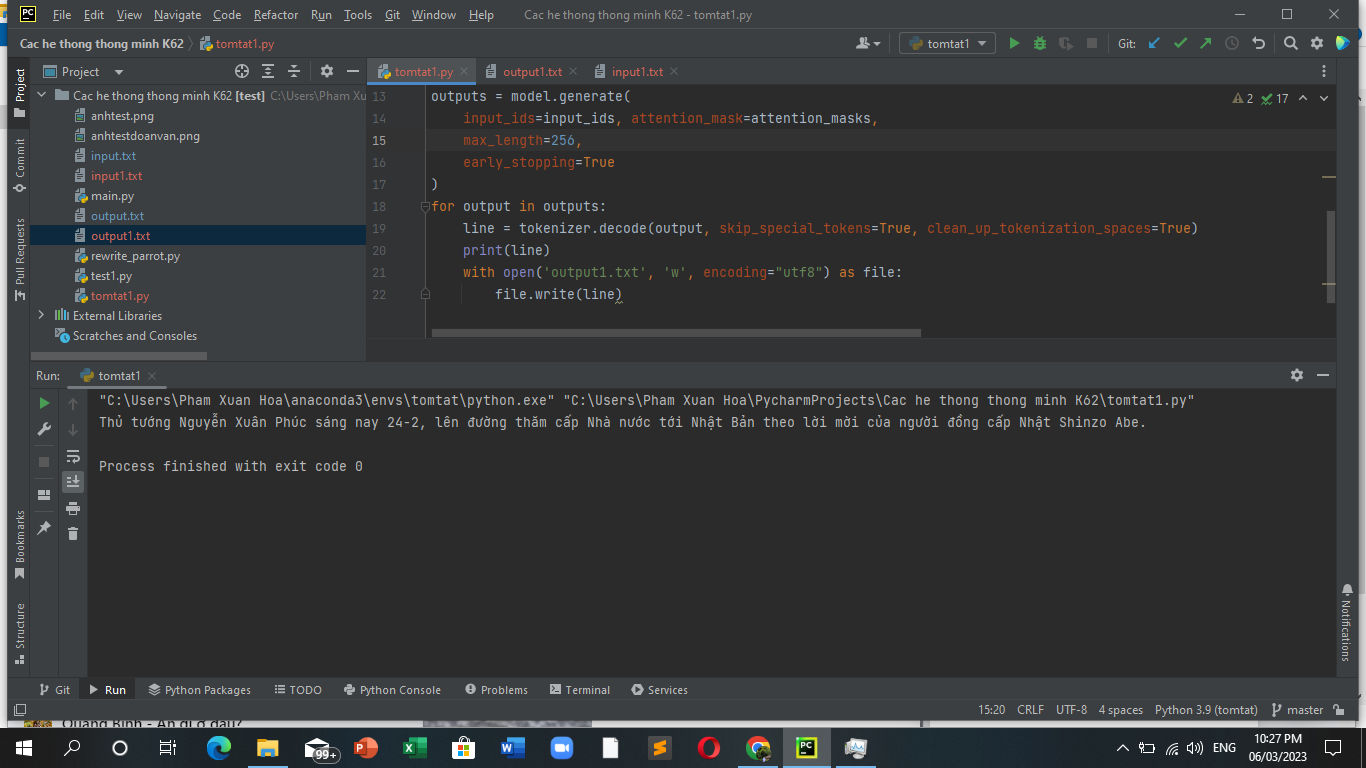 PC
File Edit View Navigate Code Refactor Run Tools Git Window Help Cac he thong thong minh K62 - tomtat1.py
Cac he thong thong minh K62 tomtat1.py tomtat1 Git:
Project tomtat1.py output1.txt input1.txt
Project
Commit
Pull Requests
Bookmarks
Structure
Cac he thong thong minh K62 [test] C:\Users\Pham Xu
anhtest.png
anhtestdoanvan.png
input.txt
input1.txt
main.py
output.txt
output1.txt
rewrite_parrot.py
test1.py
tomtat1.py
External Libraries
Scratches and Consoles
2 17
13 outputs = model.generate(
14 input_ids=input_ids, attention_mask=attention_masks,
15 max_length=256,
16 early_stopping=True
17 )
18 for output in outputs:
19 line = tokenizer.decode(output, skip_special_tokens=True, clean_up_tokenization_spaces=True)
20 print(line)
21 with open('output1.txt', 'w', encoding="utf8") as file:
22 file.write(line)
Run: tomtat1
"C:\Users\Pham Xuan Hoa\anaconda3\envs\tomtat\python.exe" "C:\Users\Pham Xuan Hoa\PycharmProjects\Cac he thong thong minh K62\tomtat1.py"
Thủ tướng Nguyễn Xuân Phúc sáng nay 24-2, lên đường thăm cấp Nhà nước tới Nhật Bản theo lời mời của người đồng cấp Nhật Shinzo Abe.
Process finished with exit code 0
Notifications
Git Run Python Packages TODO Python Console Problems Terminal Services
15:20 CRLF UTF-8 4 spaces Python 3.9 (tomtat) master
99+ ENG 10:27 PM
06/03/2023